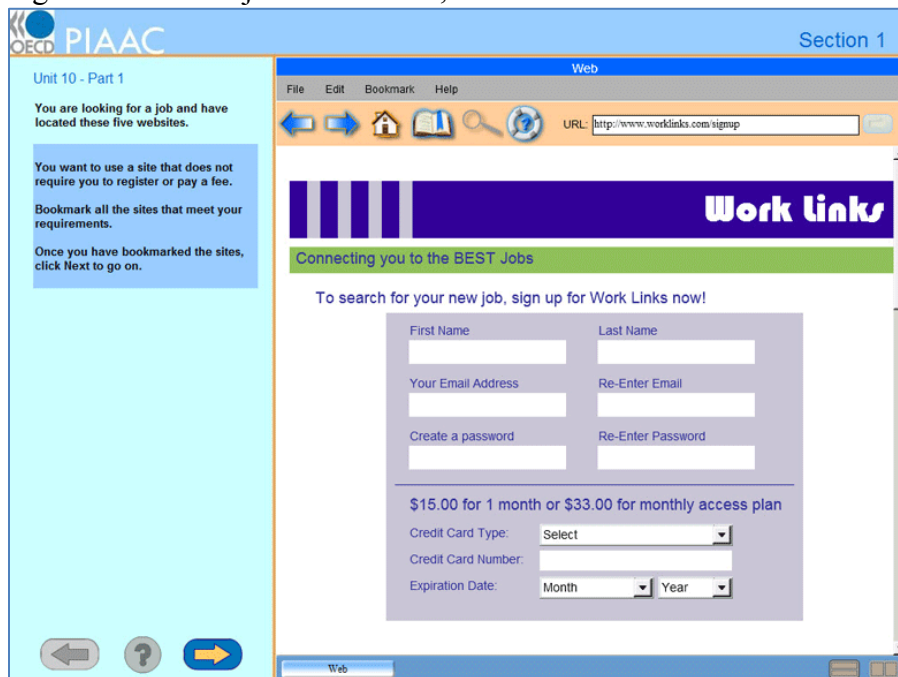 OECD PIAAC
Section 1
Unit 10 - Part 1
You are looking for a job and have
located these five websites.
You want to use a site that does not
require you to register or pay a fee.
Bookmark all the sites that meet your
requirements.
Once you have bookmarked the sites,
click Next to go on.
Web
File Edit Bookmark Help
URL: http://www.worklinks.com/signup
Work Links
Connecting you to the BEST Jobs
To search for your new job, sign up for Work Links now!
First Name Last Name
Your Email Address Re-Enter Email
Create a password Re-Enter Password
$15.00 for 1 month or $33.00 for monthly access plan
Credit Card Type: Select
Credit Card Number:
Expiration Date: Month Year
?
Web